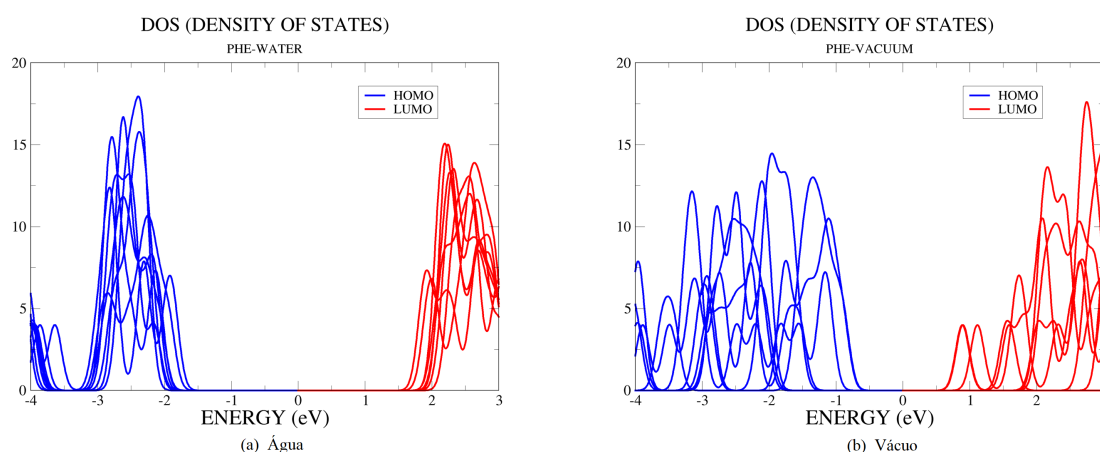 DOS (DENSITY OF STATES)
PHE-WATER
20
15
10
5
0
HOMO
LUMO
-4 -3 -2 -1 0 1 2 3
ENERGY (eV)
(a) Água
DOS (DENSITY OF STATES)
PHE-VACUUM
20
15
10
5
0
HOMO
LUMO
-4 -3 -2 -1 0 1 2
ENERGY (eV)
(b) Vácuo